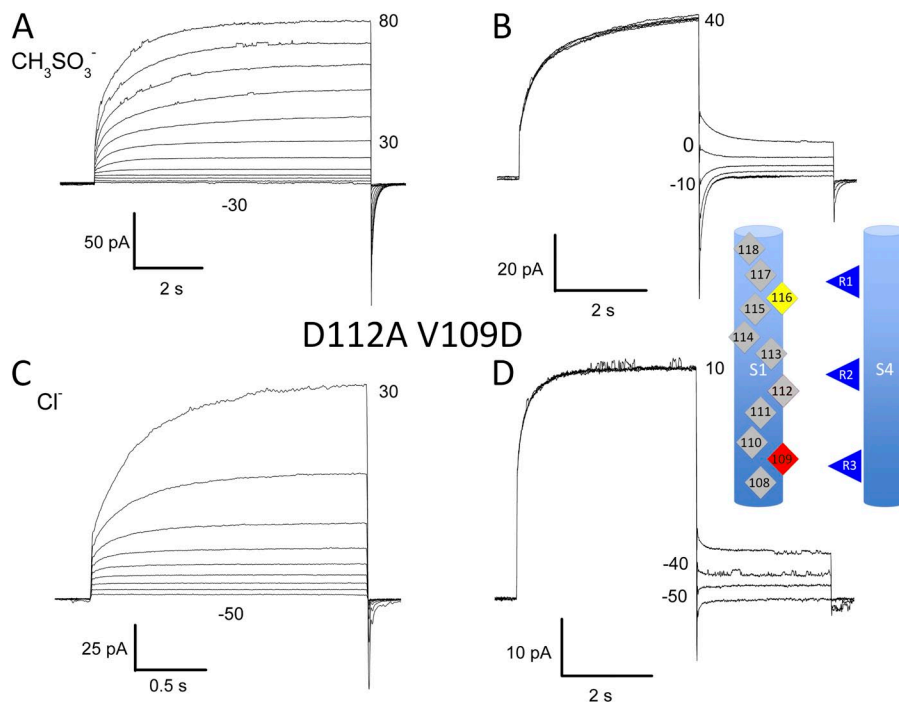 A
CH₃SO₃⁻
80
30
-30
50 pA
2 s
B
40
0
-10
20 pA
2 s
118
117
116
115
114
113
S1
112
111
110
109
108
R1
R2
S4
R3
D112A V109D
C
Cl⁻
30
-50
25 pA
0.5 s
D
10
-40
-50
10 pA
2 s